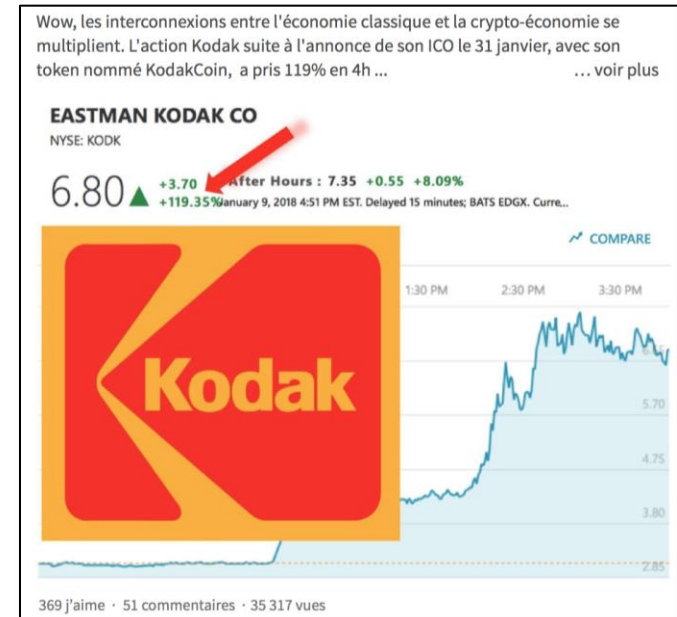 Wow, les interconnexions entre l'économie classique et la crypto-économie se
multiplient. L'action Kodak suite à l'annonce de son ICO le 31 janvier, avec son
token nommé KodakCoin, a pris 119% en 4h ... ... voir plus
EASTMAN KODAK CO
NYSE: KODK
6.80 +3.70 After Hours : 7.35 +0.55 +8.09%
+119.35% January 9, 2018 4:51 PM EST. Delayed 15 minutes; BATS EDGX. Curre...
COMPARE
1:30 PM 2:30 PM 3:30 PM
Kodak
6.65
5.70
4.75
3.80
2.85
369 j'aime · 51 commentaires · 35 317 vues